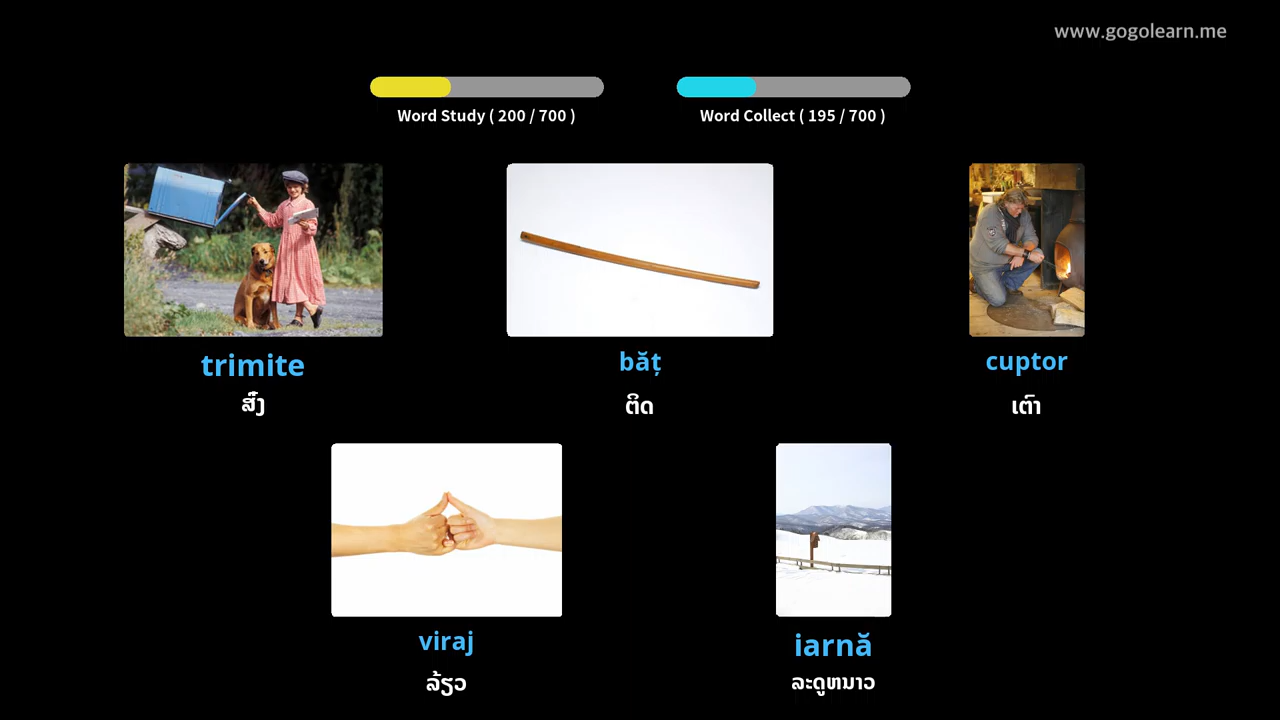 www.gogolearn.me
Word Study ( 200 / 700 )
Word Collect ( 195 / 700 )
trimite
băț
cuptor
ສົ່ງ
ຕິດ
ເຕົາ
viraj
iarnă
ລ້ຽວ
ລະດູຫນາວ